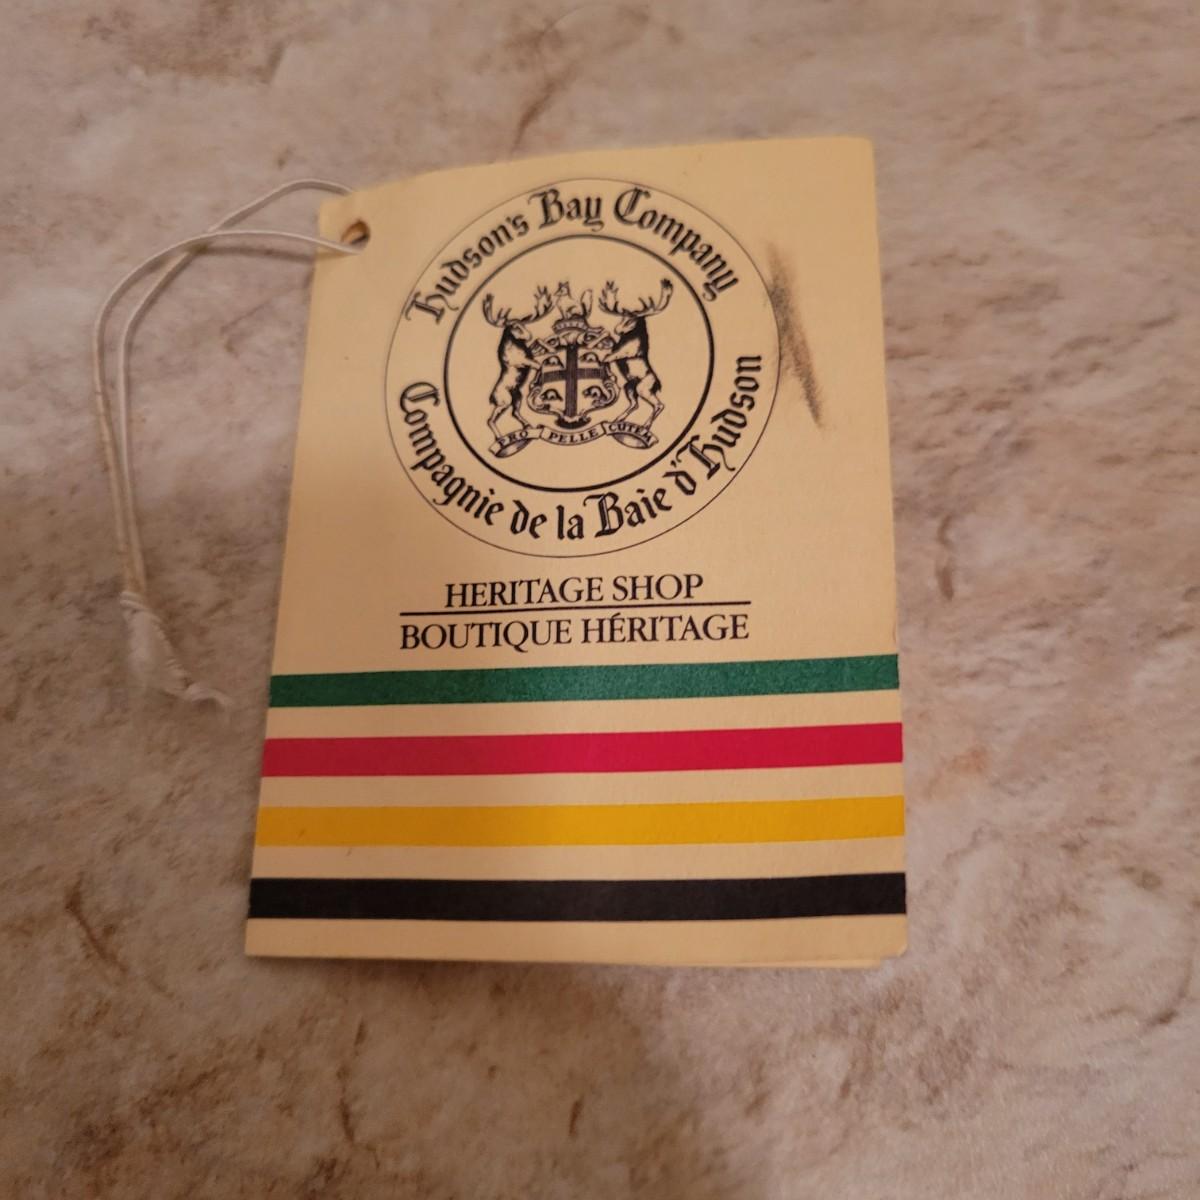 Hudson's Bay Company
PRO PELLE CUTEM
Compagnie de la Baie d'Hudson
HERITAGE SHOP
BOUTIQUE HÉRITAGE